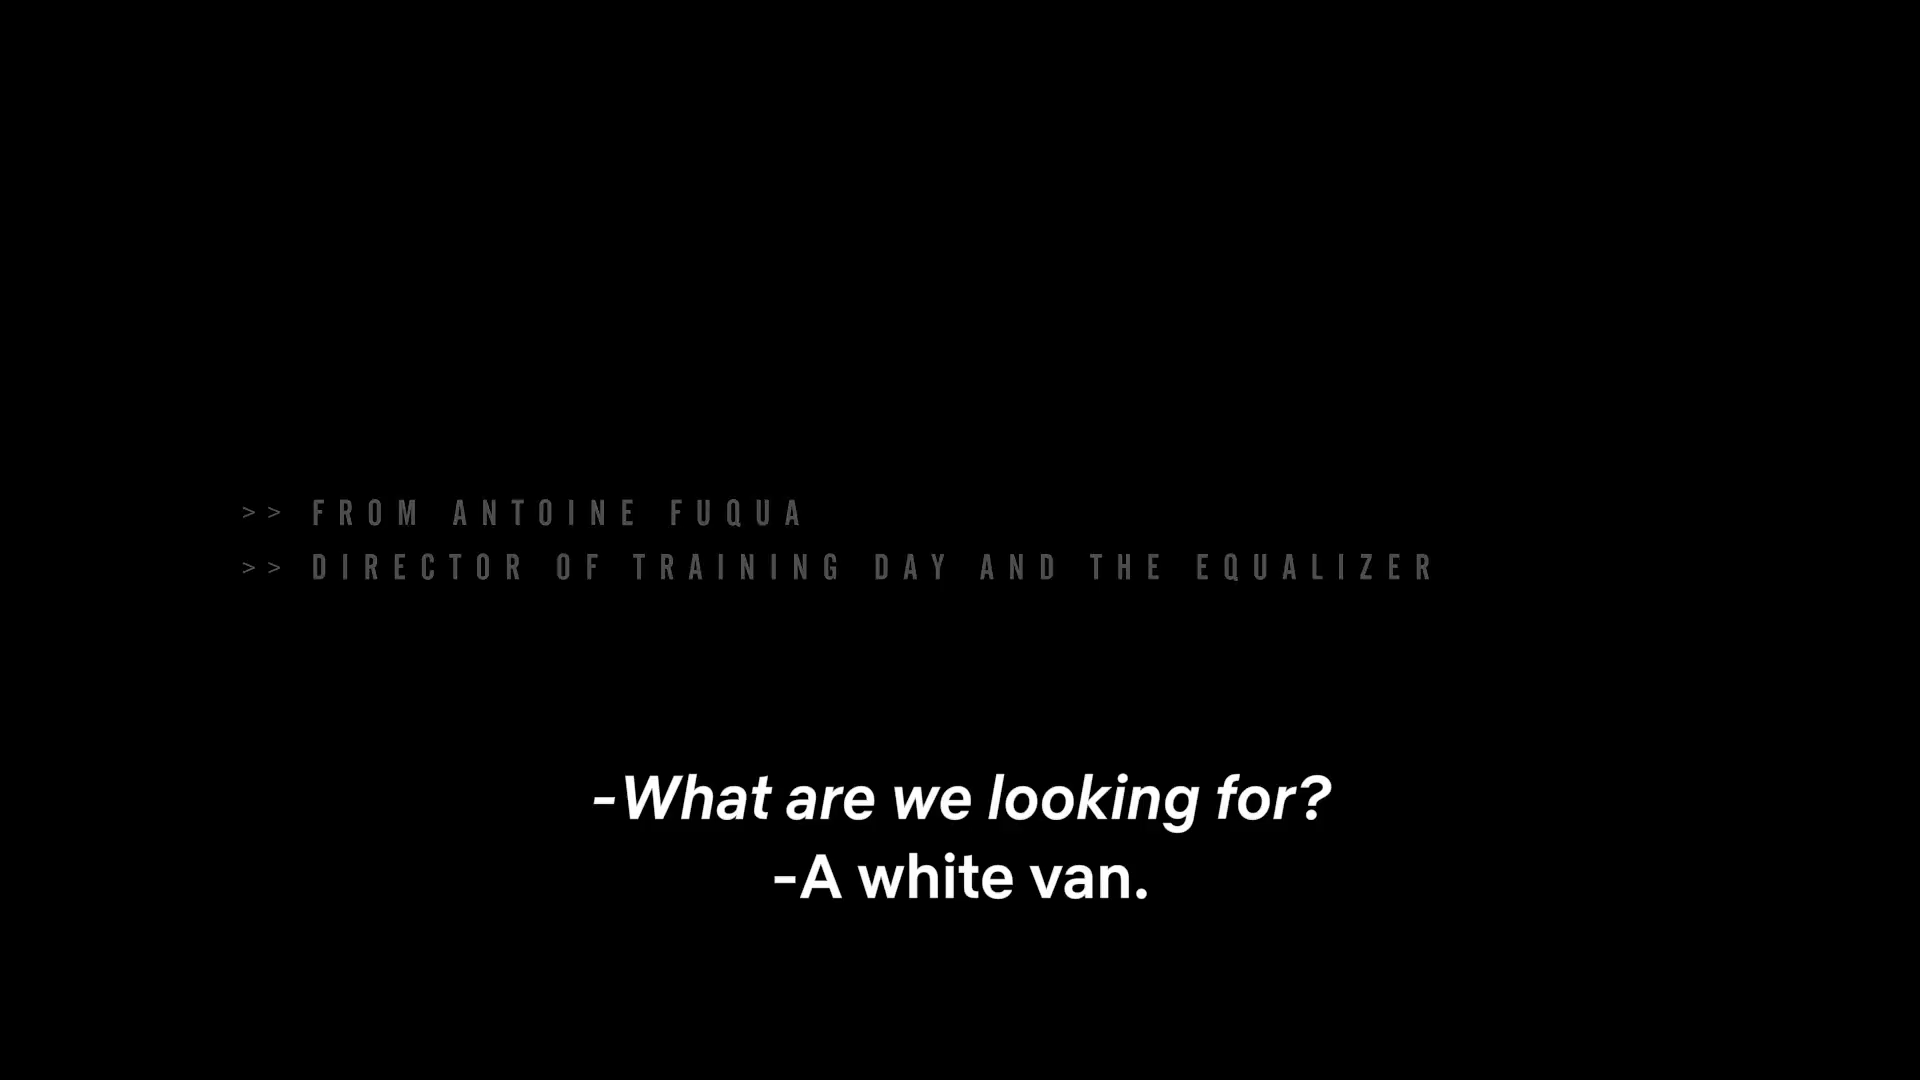 >> FROM ANTOINE FUQUA
>> DIRECTOR OF TRAINING DAY AND THE EQUALIZER
-What are we looking for?
-A white van.